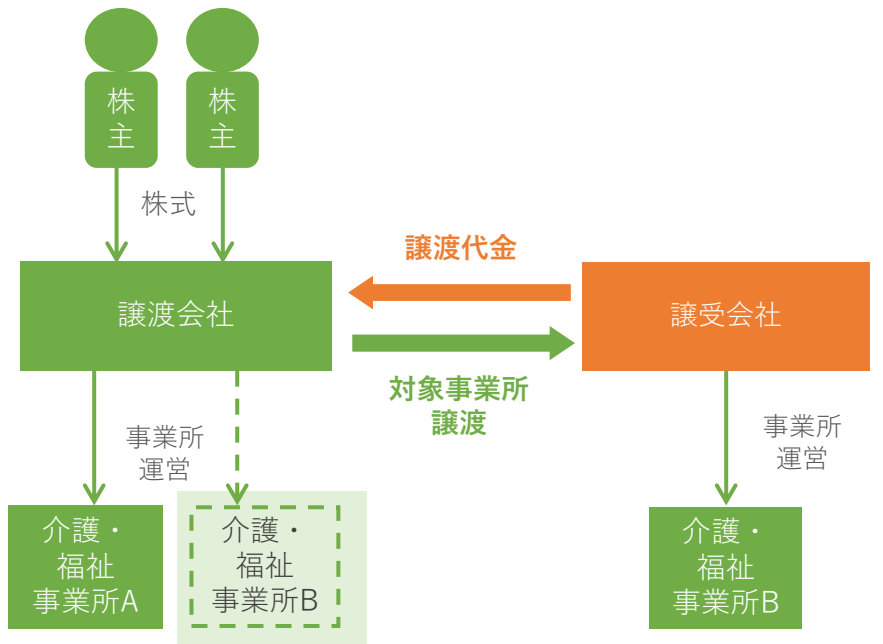 株
主
株
主
株式
譲渡代金
譲渡会社
譲受会社
対象事業所
譲渡
事業所
運営
事業所
運営
介護・
福祉
事業所A
介護・
福祉
事業所B
介護・
福祉
事業所B